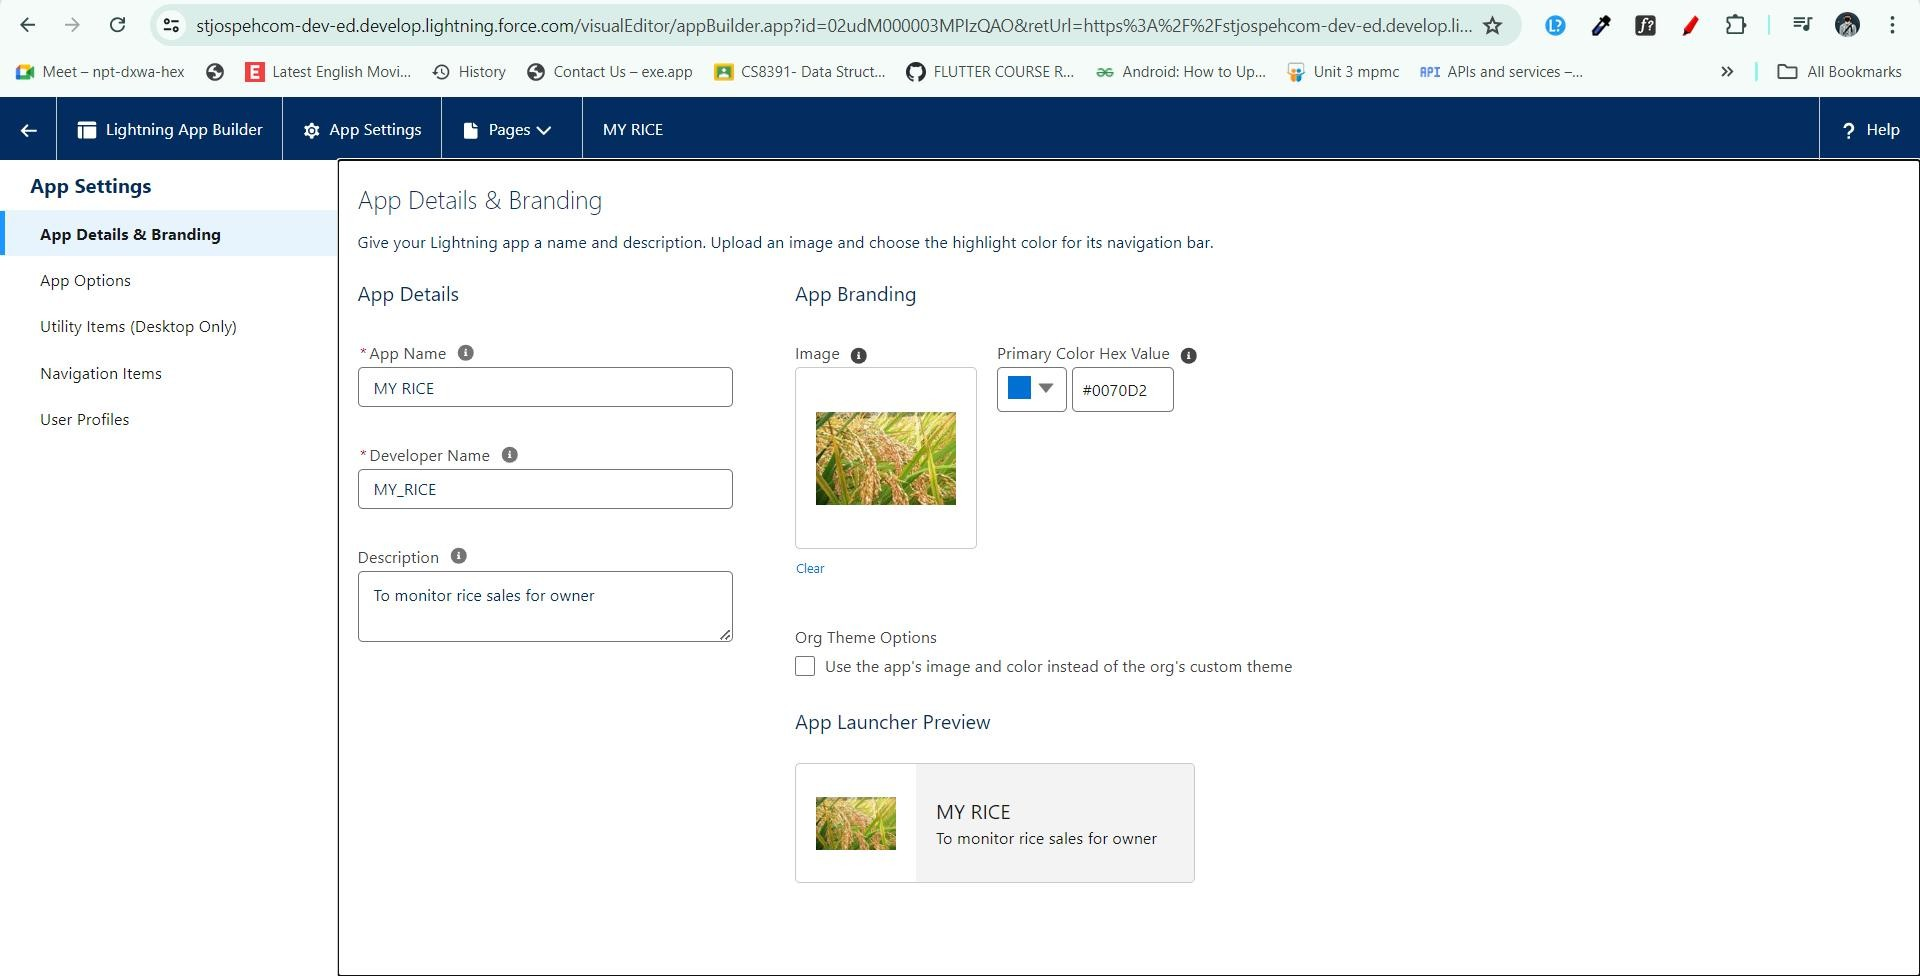 stjospehcom-dev-ed.develop.lightning.force.com/visualEditor/appBuilder.app?id=02udM000003MPIzQAO&retUrl=https%3A%2F%2Fstjospehcom-dev-ed.develop.li...
Meet – npt-dxwa-hex
Latest English Movi...
History
Contact Us – exe.app
CS8391- Data Struct...
FLUTTER COURSE R...
Android: How to Up...
Unit 3 mpmc
API APIs and services –...
All Bookmarks
Lightning App Builder
App Settings
Pages
MY RICE
? Help
App Settings
App Details & Branding
App Options
Utility Items (Desktop Only)
Navigation Items
User Profiles
App Details & Branding
Give your Lightning app a name and description. Upload an image and choose the highlight color for its navigation bar.
App Details
*App Name
MY RICE
*Developer Name
MY_RICE
Description
To monitor rice sales for owner
App Branding
Image
Primary Color Hex Value
#0070D2
Clear
Org Theme Options
Use the app's image and color instead of the org's custom theme
App Launcher Preview
MY RICE
To monitor rice sales for owner